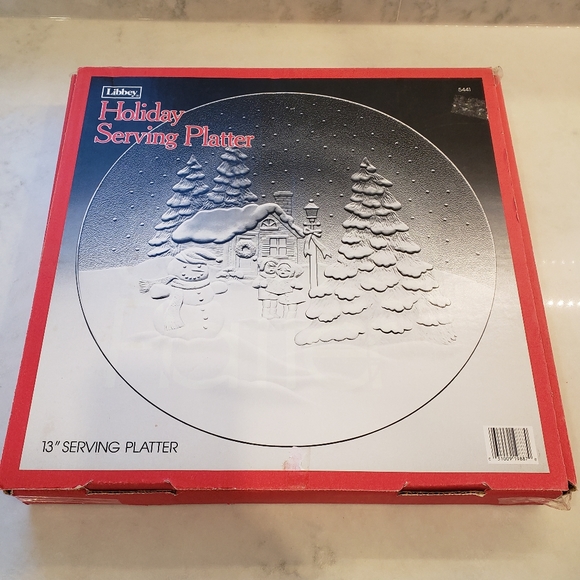 Libbey
5441
Holiday
Serving Platter
13" SERVING PLATTER